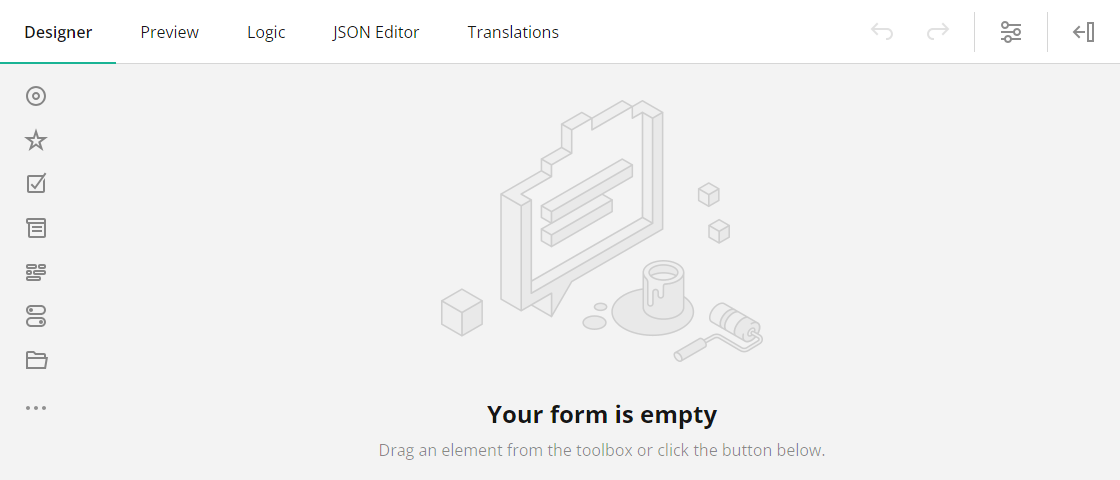 Designer Preview Logic JSON Editor Translations
Your form is empty
Drag an element from the toolbox or click the button below.